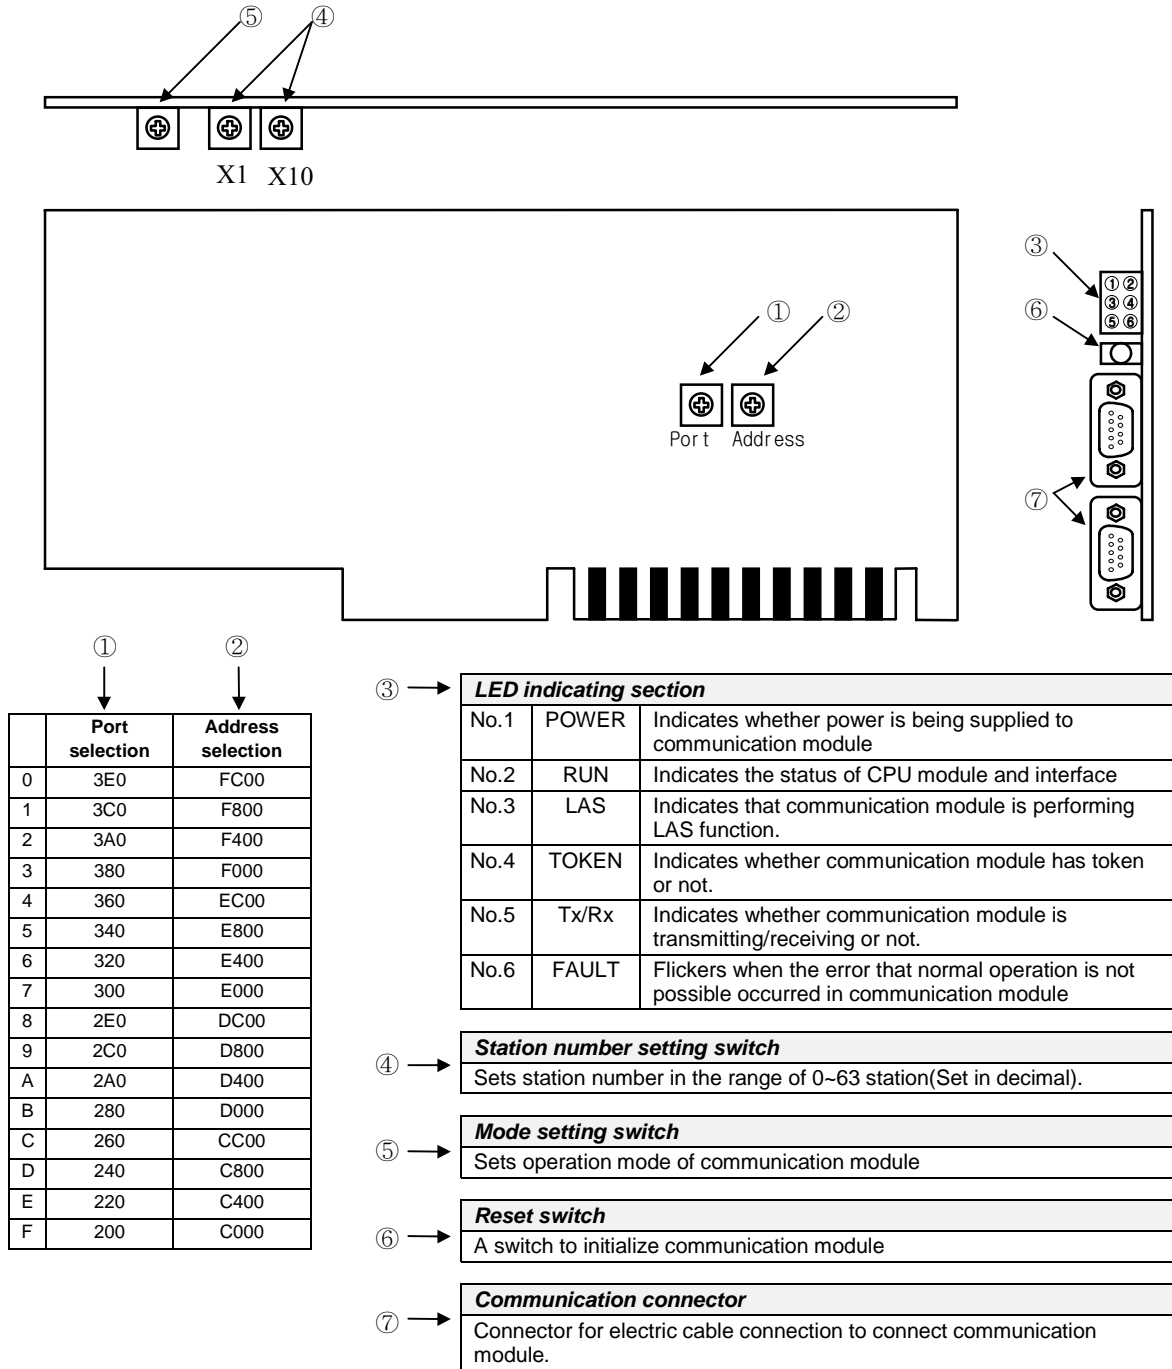 ⑤ ④
X1 X10
① ②
Port Address
③
① ②
③ ④
⑤ ⑥
⑥
⑦
① ②
Port selection Address selection
0 3E0 FC00
1 3C0 F800
2 3A0 F400
3 380 F000
4 360 EC00
5 340 E800
6 320 E400
7 300 E000
8 2E0 DC00
9 2C0 D800
A 2A0 D400
B 280 D000
C 260 CC00
D 240 C800
E 220 C400
F 200 C000
③
LED indicating section
No.1 POWER Indicates whether power is being supplied to
communication module
No.2 RUN Indicates the status of CPU module and interface
No.3 LAS Indicates that communication module is performing
LAS function.
No.4 TOKEN Indicates whether communication module has token
or not.
No.5 Tx/Rx Indicates whether communication module is
transmitting/receiving or not.
No.6 FAULT Flickers when the error that normal operation is not
possible occurred in communication module
④
Station number setting switch
Sets station number in the range of 0~63 station(Set in decimal).
⑤
Mode setting switch
Sets operation mode of communication module
⑥
Reset switch
A switch to initialize communication module
⑦
Communication connector
Connector for electric cable connection to connect communication
module.